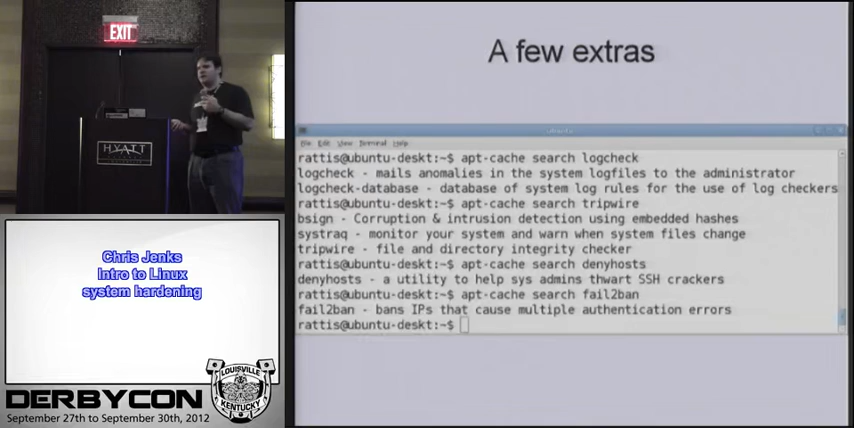 EXIT
HYATT
Chris Jenks
Intro to Linux
system hardening
LOUISVILLE
KENTUCKY
DERBYCON
September 27th to September 30th, 2012
A few extras
File Edit View Terminal Help
rattis@ubuntu-deskt:~$ apt-cache search logcheck
logcheck - mails anomalies in the system logfiles to the administrator
logcheck-database - database of system log rules for the use of log checkers
rattis@ubuntu-deskt:~$ apt-cache search tripwire
bsign - Corruption & intrusion detection using embedded hashes
systraq - monitor your system and warn when system files change
tripwire - file and directory integrity checker
rattis@ubuntu-deskt:~$ apt-cache search denyhosts
denyhosts - a utility to help sys admins thwart SSH crackers
rattis@ubuntu-deskt:~$ apt-cache search fail2ban
fail2ban - bans IPs that cause multiple authentication errors
rattis@ubuntu-deskt:~$